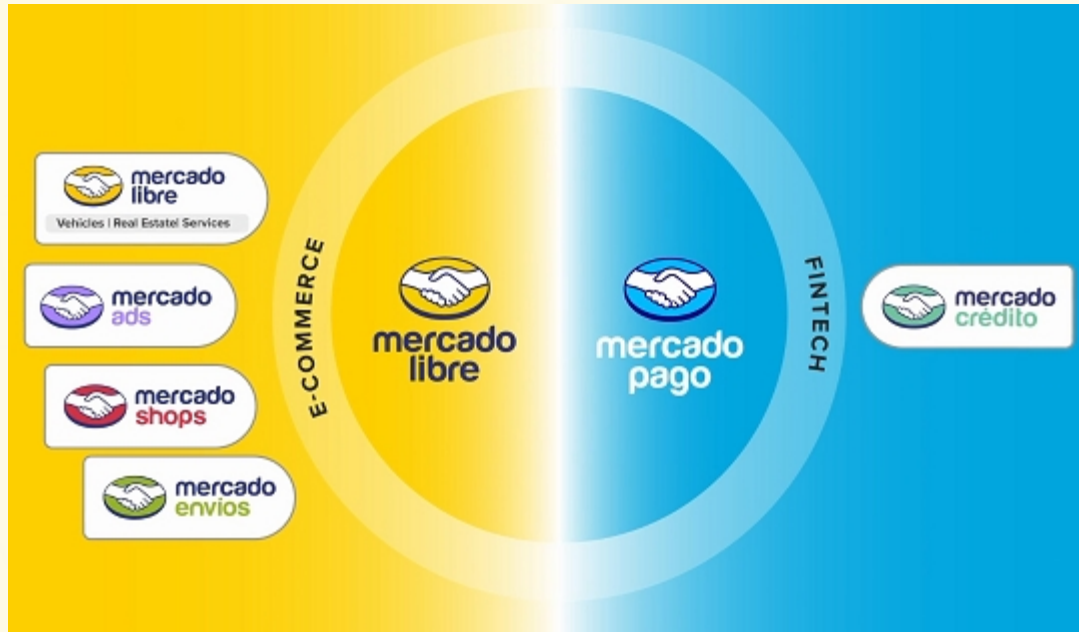 mercado
libre
Vehicles | Real Estatel Services
mercado
ads
mercado
shops
mercado
envios
E-COMMERCE
mercado
libre
mercado
pago
FINTECH
mercado
crédito